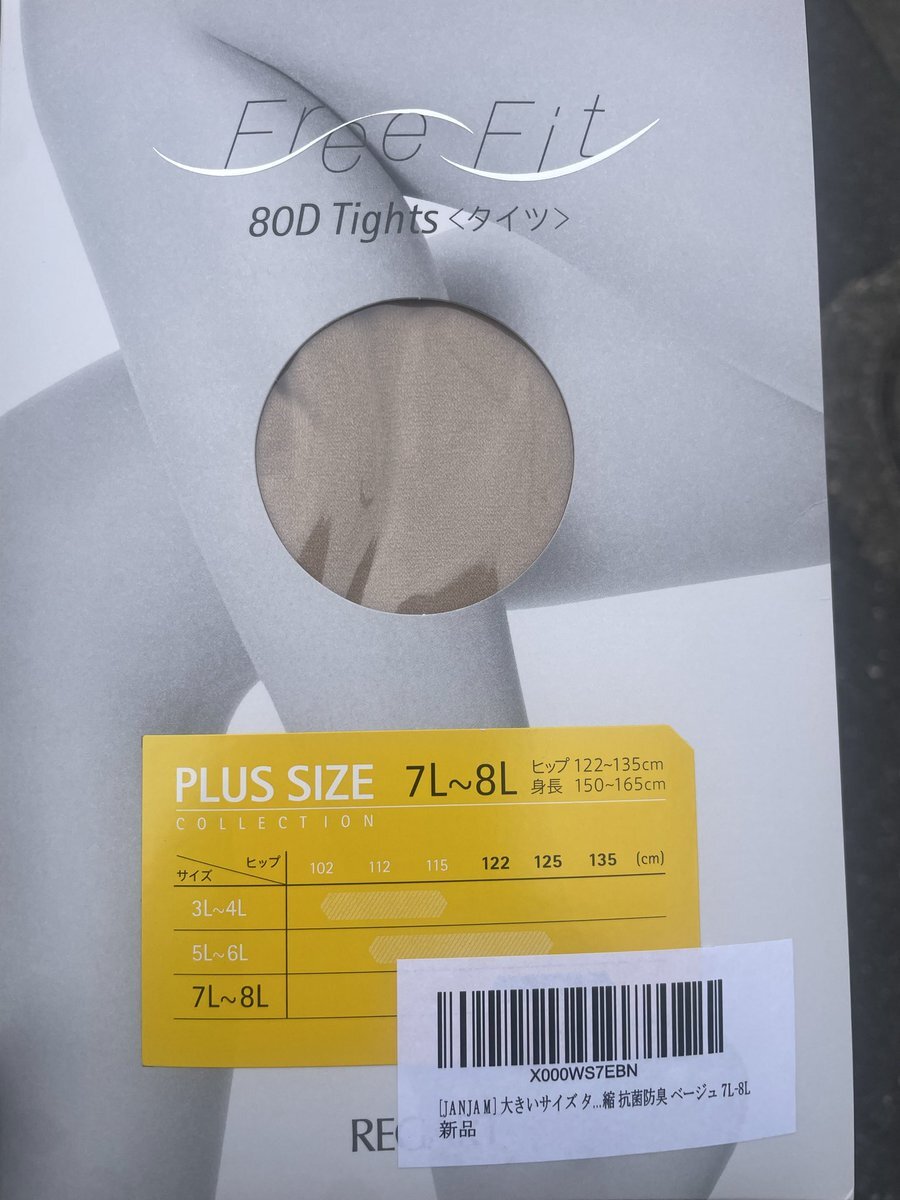 Free Fit
80D Tights <タイツ>
PLUS SIZE 7L~8L ヒップ 122~135cm
身長 150~165cm
COLLECTION
サイズ ヒップ 102 112 115 122 125 135 (cm)
3L~4L
5L~6L
7L~8L
X000WS7EBN
[JANJAM] 大きいサイズ タ...縮 抗菌防臭 ベージュ 7L-8L
新品